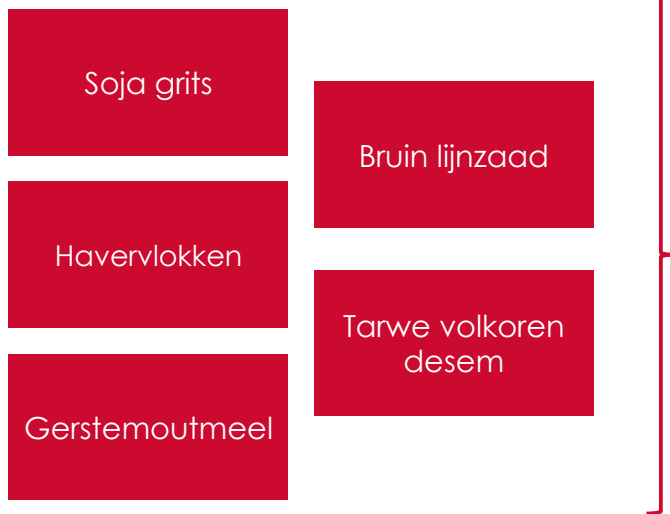 Soja grits
Havervlokken
Gerstemoutmeel
Bruin lijnzaad
Tarwe volkoren
desem